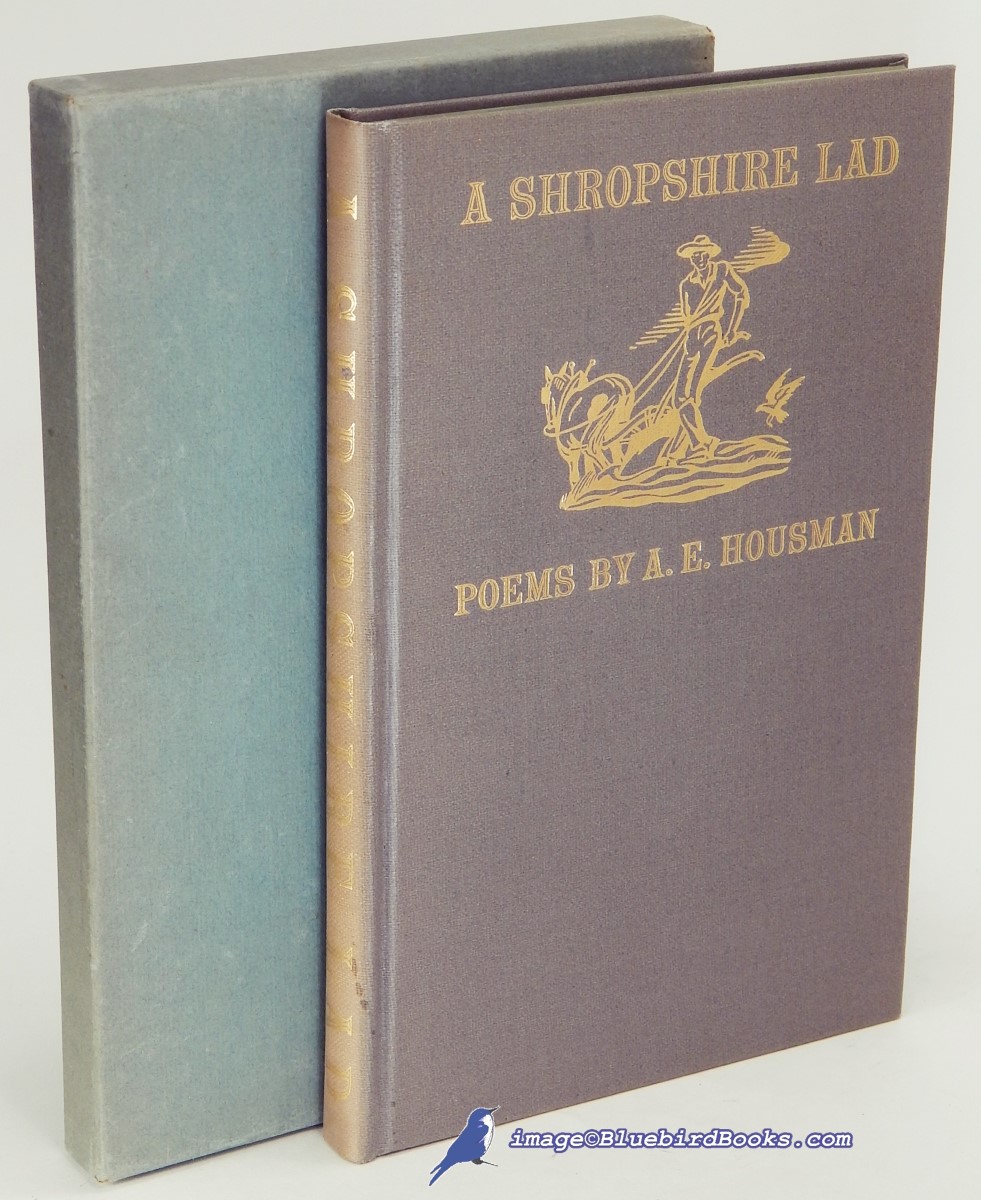 A SHROPSHIRE LAD
POEMS BY A. E. HOUSMAN
A SHROPSHIRE LAD
image©BluebirdBooks.com